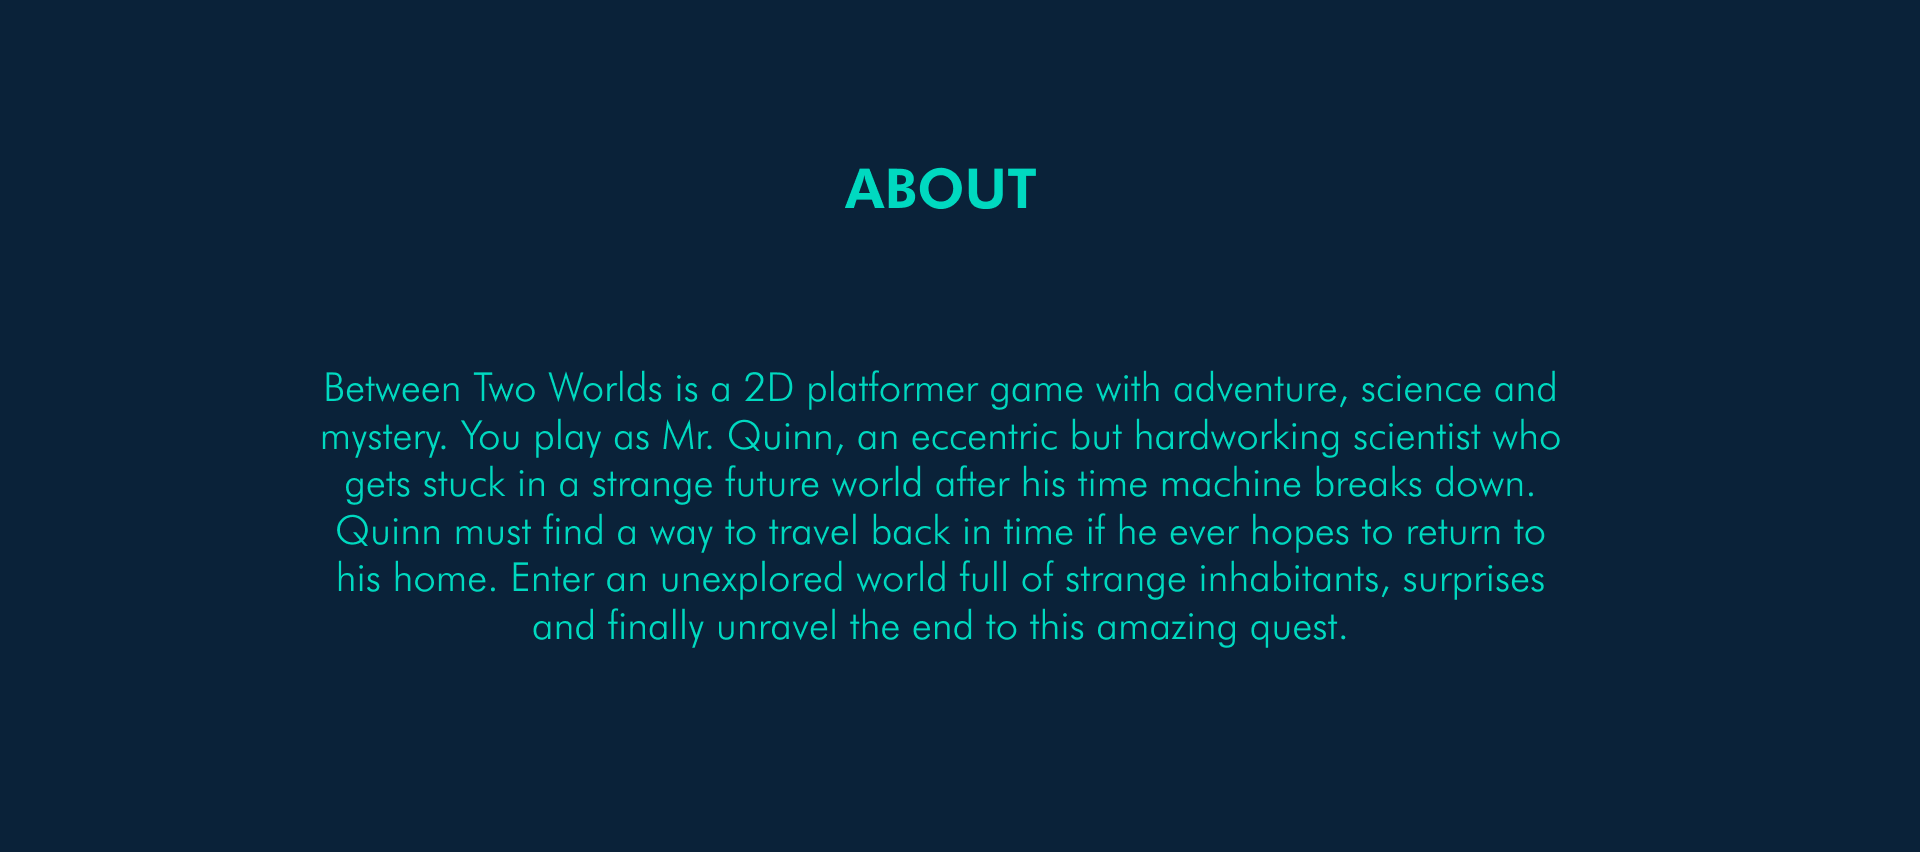 ABOUT
Between Two Worlds is a 2D platformer game with adventure, science and
mystery. You play as Mr. Quinn, an eccentric but hardworking scientist who
gets stuck in a strange future world after his time machine breaks down.
Quinn must find a way to travel back in time if he ever hopes to return to
his home. Enter an unexplored world full of strange inhabitants, surprises
and finally unravel the end to this amazing quest.